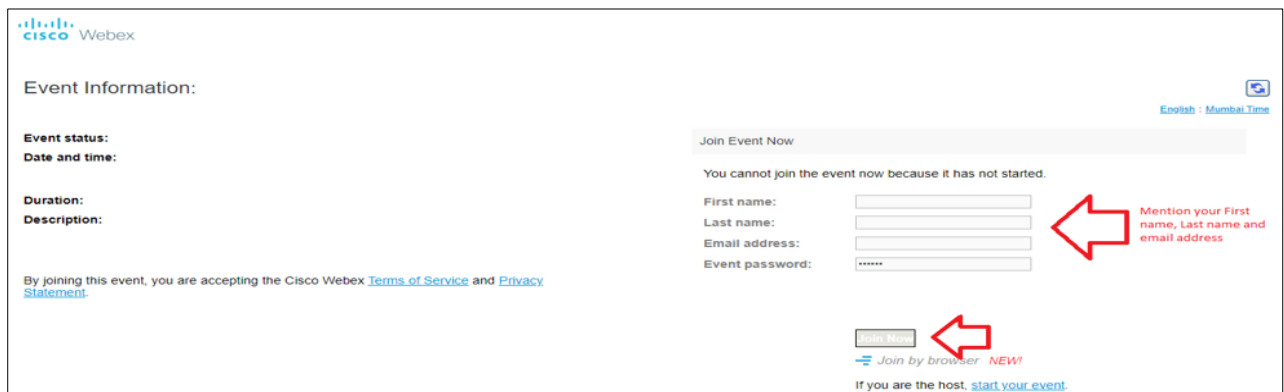 cisco Webex
Event Information:
English : Mumbai Time
Event status:
Date and time:
Duration:
Description:
By joining this event, you are accepting the Cisco Webex Terms of Service and Privacy
Statement.
Join Event Now
You cannot join the event now because it has not started.
First name:
Last name:
Email address:
Event password:
••••••
Mention your First
name, Last name and
email address
Join Now
Join by browser NEW!
If you are the host, start your event.